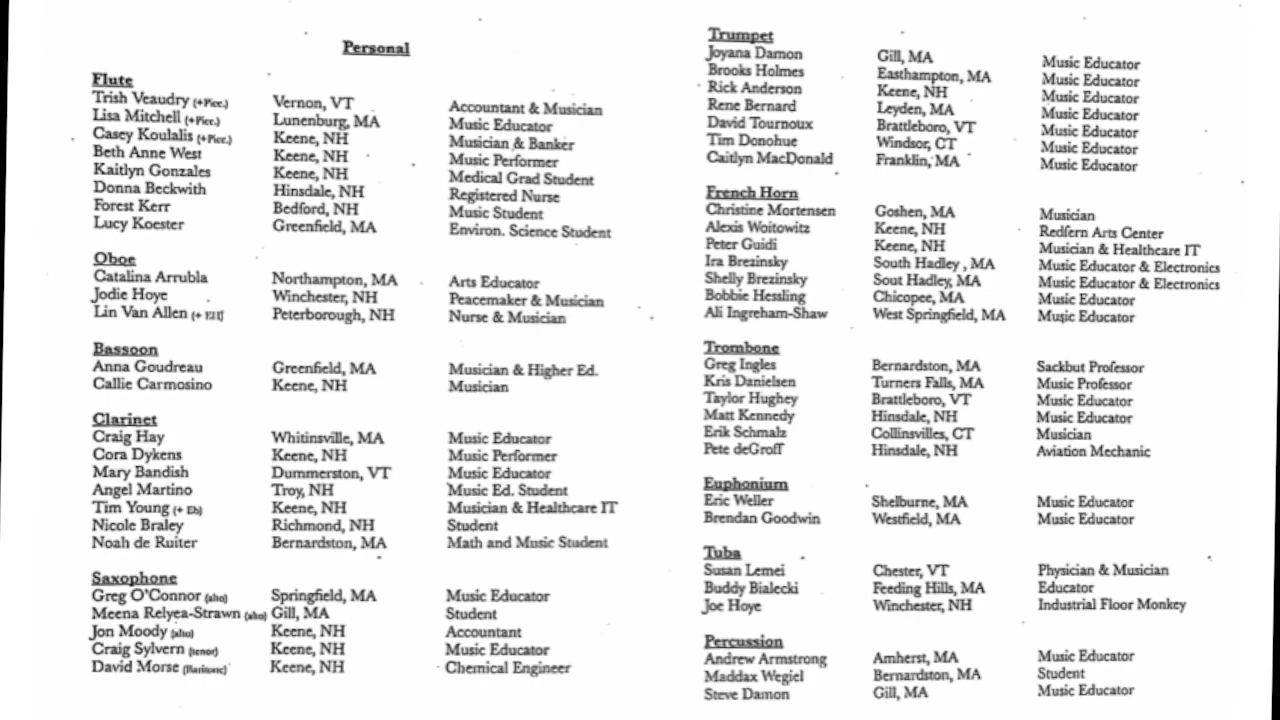 Personal
Flute
Trish Veaudry (+Picc.) Vernon, VT Accountant & Musician
Lisa Mitchell (+Picc.) Lunenburg, MA Music Educator
Casey Koulalis (+Picc.) Keene, NH Musician & Banker
Beth Anne West Keene, NH Music Performer
Kaitlyn Gonzales Keene, NH Medical Grad Student
Donna Beckwith Hinsdale, NH Registered Nurse
Forest Kerr Bedford, NH Music Student
Lucy Koester Greenfield, MA Environ. Science Student
Oboe
Catalina Arrubla Northampton, MA Arts Educator
Jodie Hoye Winchester, NH Peacemaker & Musician
Lin Van Allen Peterborough, NH Nurse & Musician
Bassoon
Anna Goudreau Greenfield, MA Musician & Higher Ed.
Callie Carmosino Keene, NH Musician
Clarinet
Craig Hay Whitinsville, MA Music Educator
Cora Dykens Keene, NH Music Performer
Mary Bandish Dummerston, VT Music Educator
Angel Martino Troy, NH Music Ed. Student
Tim Young (+ Eb) Keene, NH Musician & Healthcare IT
Nicole Braley Richmond, NH Student
Noah de Ruiter Bernardston, MA Math and Music Student
Saxophone
Greg O'Connor (alto) Springfield, MA Music Educator
Meena Relyea-Strawn (alto) Gill, MA Student
Jon Moody (alto) Keene, NH Accountant
Craig Sylvern (tenor) Keene, NH Music Educator
David Morse (Baritone) Keene, NH Chemical Engineer
Trumpet
Joyana Damon Gill, MA Music Educator
Brooks Holmes Easthampton, MA Music Educator
Rick Anderson Keene, NH Music Educator
Rene Bernard Leyden, MA Music Educator
David Tournoux Brattleboro, VT Music Educator
Tim Donohue Windsor, CT Music Educator
Caitlyn MacDonald Franklin, MA Music Educator
French Horn
Christine Mortensen Goshen, MA Musician
Alexis Woitowitz Keene, NH Redfern Arts Center
Peter Guidi Keene, NH Musician & Healthcare IT
Ira Brezinsky South Hadley , MA Music Educator & Electronics
Shelly Brezinsky Sout Hadley, MA Music Educator & Electronics
Bobbie Hessling Chicopee, MA Music Educator
Ali Ingreham-Shaw West Springfield, MA Music Educator
Trombone
Greg Ingles Bernardston, MA Sackbut Professor
Kris Danielsen Turners Falls, MA Music Professor
Taylor Hughey Brattleboro, VT Music Educator
Matt Kennedy Hinsdale, NH Music Educator
Erik Schmalz Collinsvilles, CT Musician
Pete deGroff Hinsdale, NH Aviation Mechanic
Euphonium
Eric Weller Shelburne, MA Music Educator
Brendan Goodwin Westfield, MA Music Educator
Tuba
Susan Lemei Chester, VT Physician & Musician
Buddy Bialecki Feeding Hills, MA Educator
Joe Hoye Winchester, NH Industrial Floor Monkey
Percussion
Andrew Armstrong Amherst, MA Music Educator
Maddax Wegiel Bernardston, MA Student
Steve Damon Gill, MA Music Educator